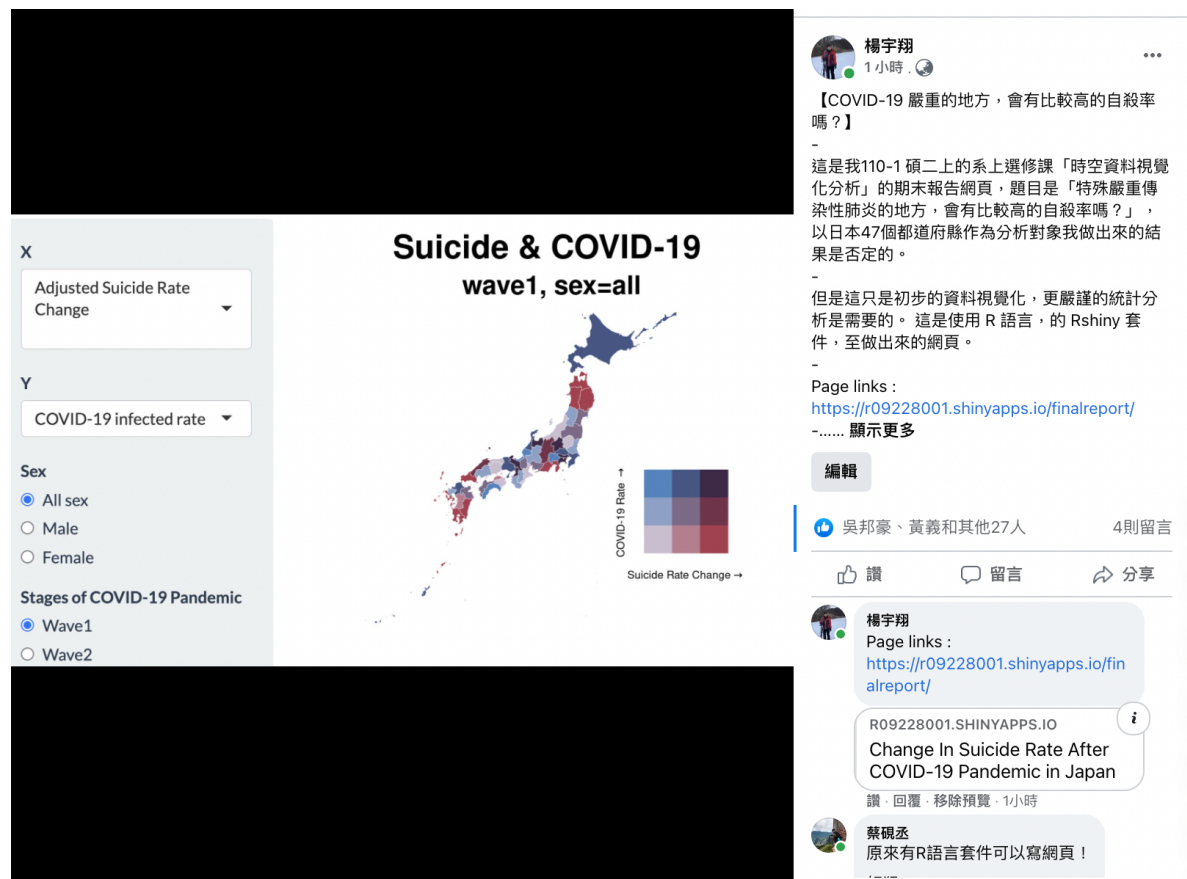 X
Adjusted Suicide Rate
Change
Y
COVID-19 infected rate
Sex
All sex
Male
Female
Stages of COVID-19 Pandemic
Wave1
Wave2
Suicide & COVID-19
wave1, sex=all
COVID-19 Rate →
Suicide Rate Change →
楊宇翔
1 小時 .
【COVID-19 嚴重的地方，會有比較高的自殺率
嗎？】
-
這是我110-1 碩二上的系上選修課「時空資料視覺
化分析」的期末報告網頁，題目是「特殊嚴重傳
染性肺炎的地方，會有比較高的自殺率嗎？」，
以日本47個都道府縣作為分析對象我做出來的結
果是否定的。
-
但是這只是初步的資料視覺化，更嚴謹的統計分
析是需要的。 這是使用 R 語言，的 Rshiny 套
件，至做出來的網頁。
-
Page links :
https://r09228001.shinyapps.io/finalreport/
-...... 顯示更多
編輯
吳邦豪、黃義和其他27人
4則留言
讚
留言
分享
楊宇翔
Page links :
https://r09228001.shinyapps.io/fin
alreport/
R09228001.SHINYAPPS.IO
Change In Suicide Rate After
COVID-19 Pandemic in Japan
讚 · 回覆 · 移除預覽 · 1小時
蔡硯丞
原來有R語言套件可以寫網頁！